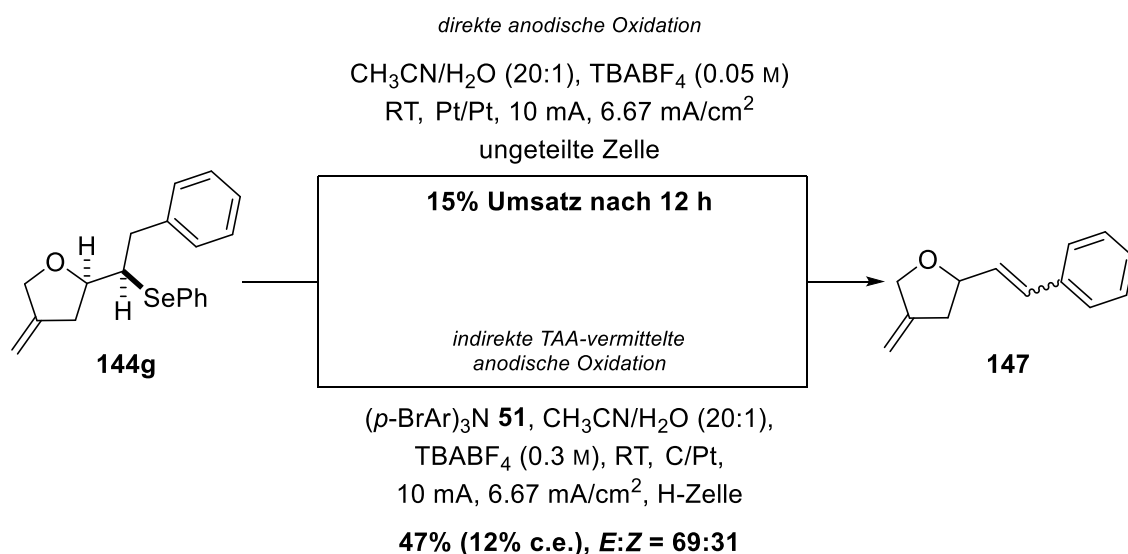 direkte anodische Oxidation
CH₃CN/H₂O (20:1), TBABF₄ (0.05 M)
RT, Pt/Pt, 10 mA, 6.67 mA/cm²
ungeteilte Zelle
15% Umsatz nach 12 h
O
H
H
SePh
144g
O
147
indirekte TAA-vermittelte
anodische Oxidation
(p-BrAr)₃N 51, CH₃CN/H₂O (20:1),
TBABF₄ (0.3 M), RT, C/Pt,
10 mA, 6.67 mA/cm², H-Zelle
47% (12% c.e.), E:Z = 69:31